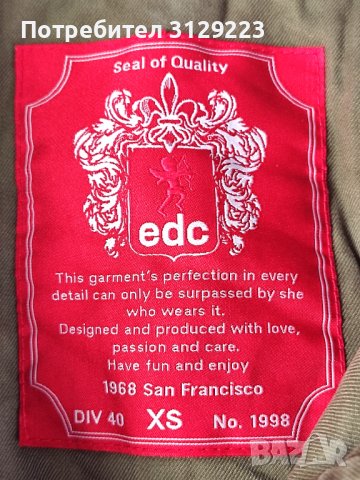 Потребител 3129223
Seal of Quality
edc
This garment's perfection in every
detail can only be surpassed by she
who wears it.
Designed and produced with love,
passion and care.
Have fun and enjoy
1968 San Francisco
DIV 40 XS No. 1998
BAZAR